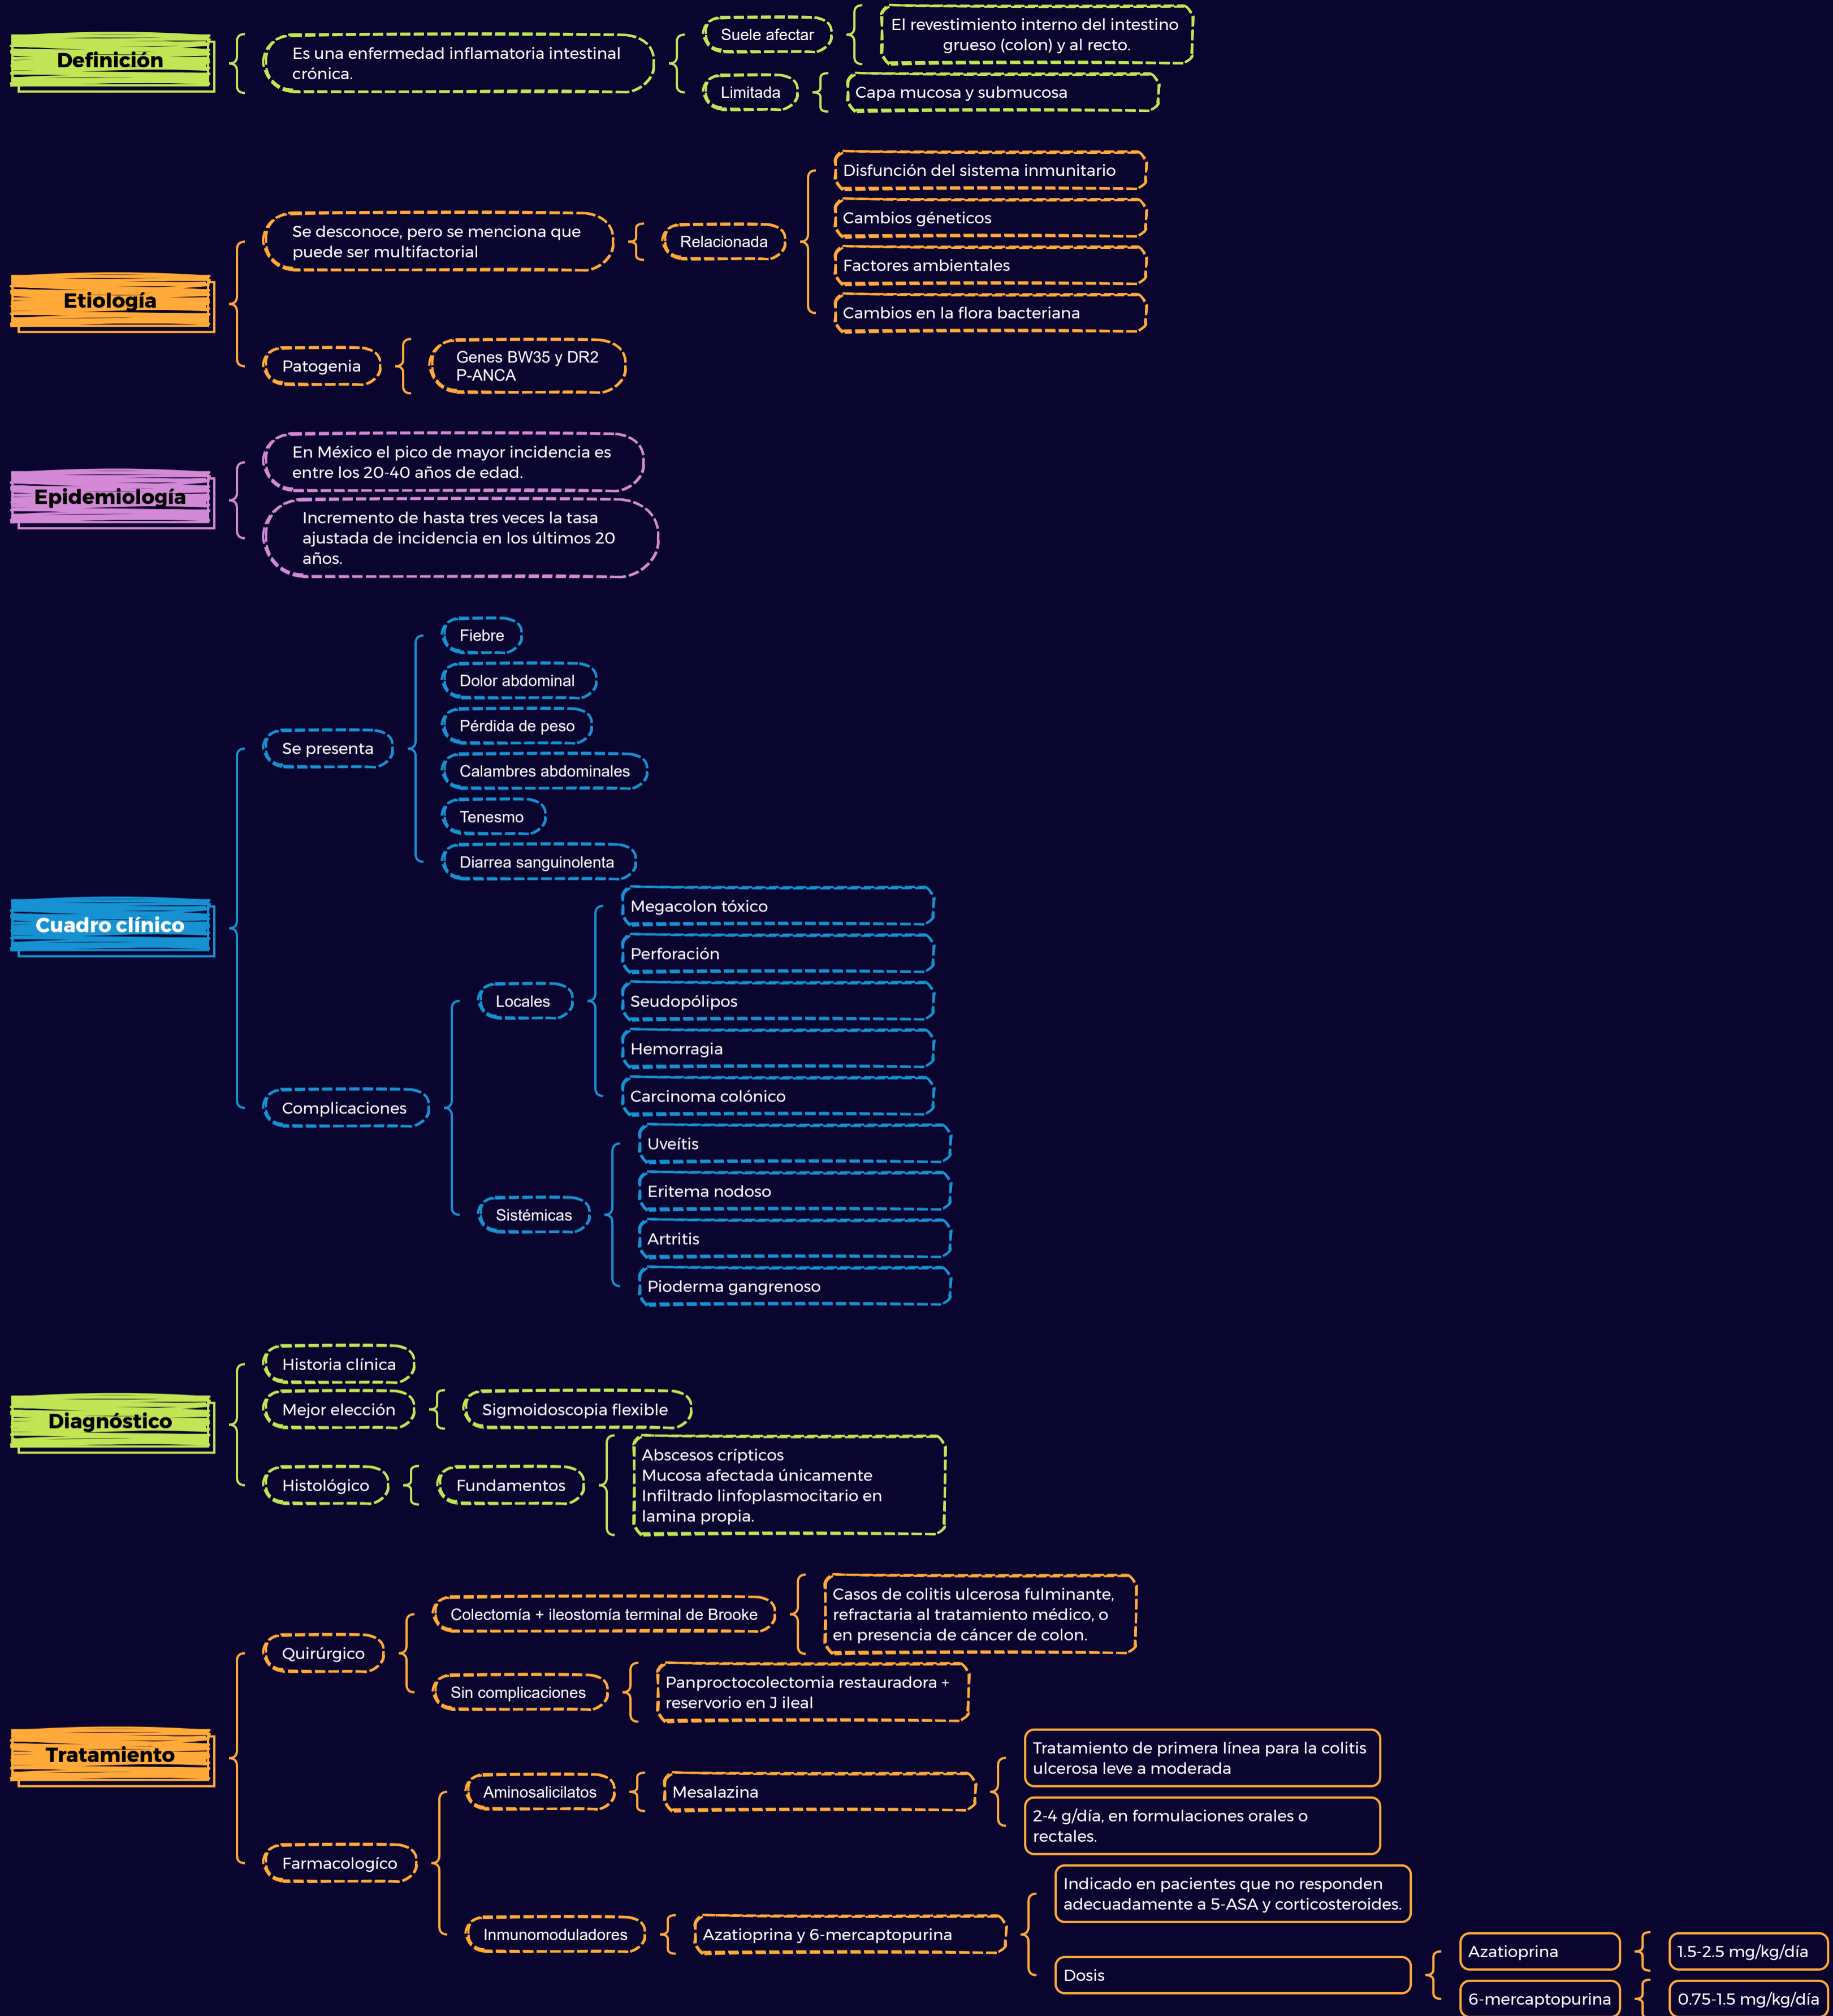 Definición
Es una enfermedad inflamatoria intestinal
crónica.
Suele afectar
El revestimiento interno del intestino
grueso (colon) y al recto.
Limitada
Capa mucosa y submucosa
Etiología
Se desconoce, pero se menciona que
puede ser multifactorial
Relacionada
Disfunción del sistema inmunitario
Cambios géneticos
Factores ambientales
Cambios en la flora bacteriana
Patogenia
Genes BW35 y DR2
P-ANCA
Epidemiología
En México el pico de mayor incidencia es
entre los 20-40 años de edad.
Incremento de hasta tres veces la tasa
ajustada de incidencia en los últimos 20
años.
Cuadro clínico
Se presenta
Fiebre
Dolor abdominal
Pérdida de peso
Calambres abdominales
Tenesmo
Diarrea sanguinolenta
Complicaciones
Locales
Megacolon tóxico
Perforación
Seudopólipos
Hemorragia
Carcinoma colónico
Sistémicas
Uveítis
Eritema nodoso
Artritis
Pioderma gangrenoso
Diagnóstico
Historia clínica
Mejor elección
Sigmoidoscopia flexible
Histológico
Fundamentos
Abscesos crípticos
Mucosa afectada únicamente
Infiltrado linfoplasmocitario en
lamina propia.
Tratamiento
Quirúrgico
Colectomía + ileostomía terminal de Brooke
Casos de colitis ulcerosa fulminante,
refractaria al tratamiento médico, o
en presencia de cáncer de colon.
Sin complicaciones
Panproctocolectomia restauradora +
reservorio en J ileal
Farmacologíco
Aminosalicilatos
Mesalazina
Tratamiento de primera línea para la colitis
ulcerosa leve a moderada
2-4 g/día, en formulaciones orales o
rectales.
Inmunomoduladores
Azatioprina y 6-mercaptopurina
Indicado en pacientes que no responden
adecuadamente a 5-ASA y corticosteroides.
Dosis
Azatioprina
1.5-2.5 mg/kg/día
6-mercaptopurina
0.75-1.5 mg/kg/día